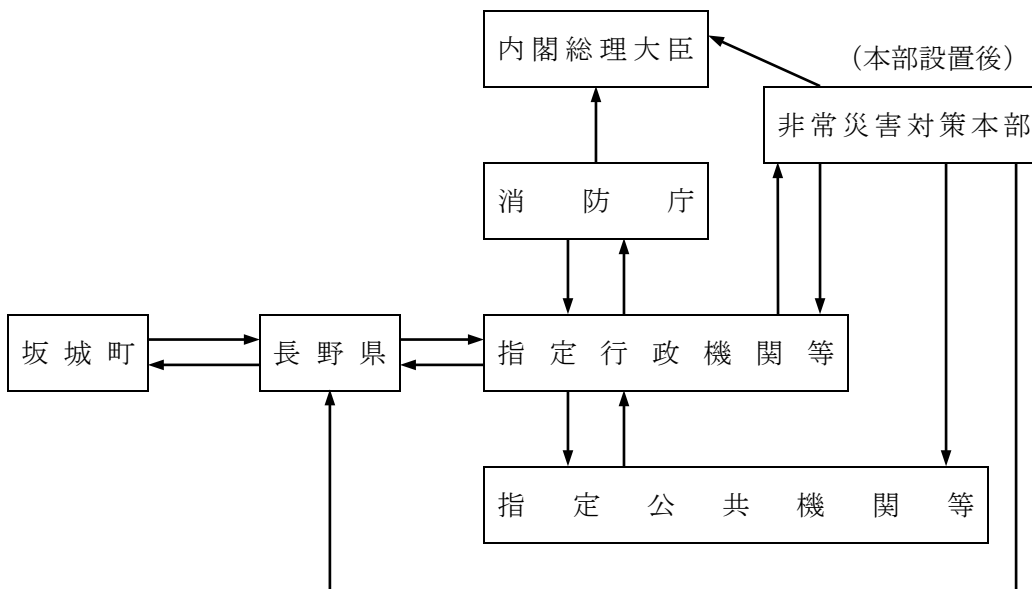 内閣総理大臣
(本部設置後)
非常災害対策本部
消防庁
坂城町
長野県
指定行政機関等
指定公共機関等